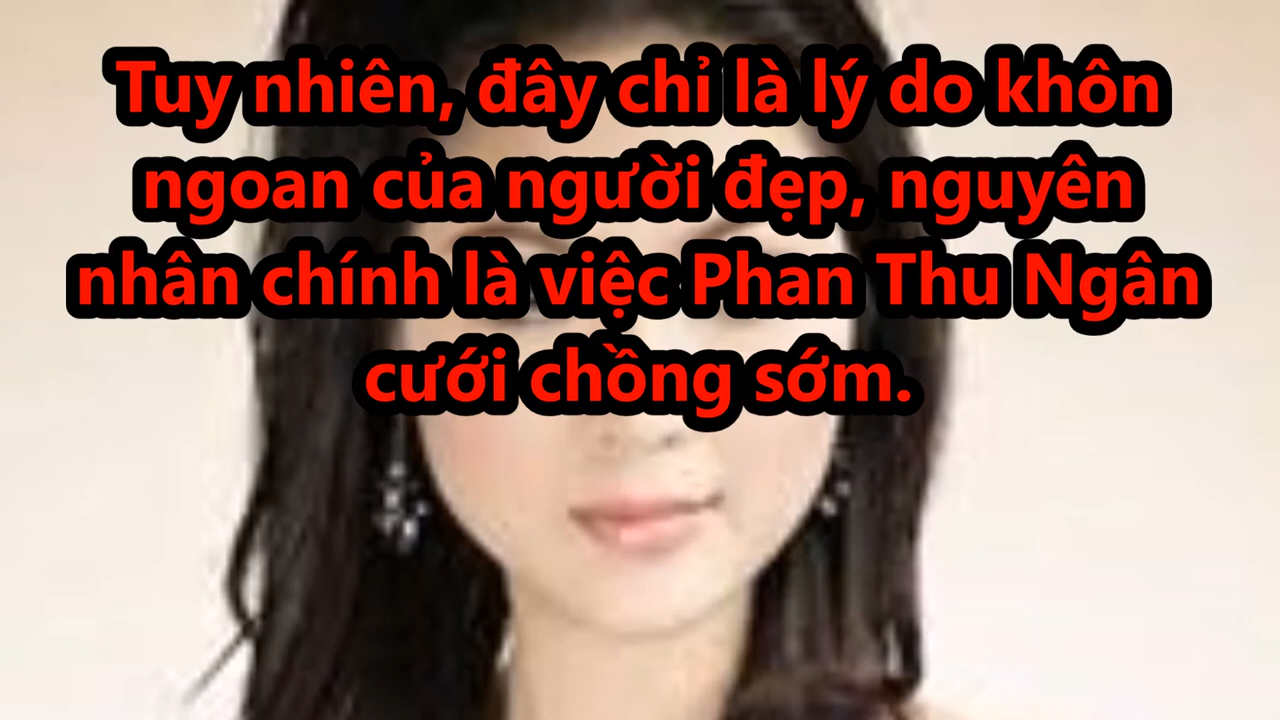 Tuy nhiên, đây chỉ là lý do khôn
ngoan của người đẹp, nguyên
nhân chính là việc Phan Thu Ngân
cưới chồng sớm.